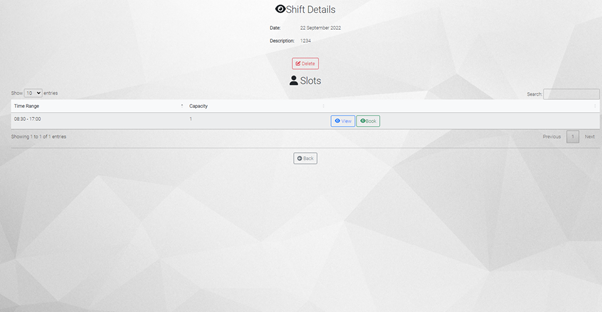 Shift Details
Date: 22 September 2022
Description: 1234
Delete
Slots
Show 10 entries Search:
Time Range Capacity
08:30 - 17:00 1 View Book
Showing 1 to 1 of 1 entries Previous 1 Next
Back